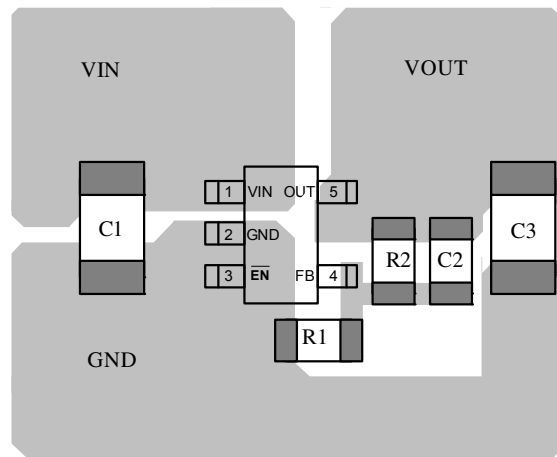 VIN
VOUT
1 VIN OUT 5
C1 2 GND C3
R2 C2
3 EN FB 4
R1
GND